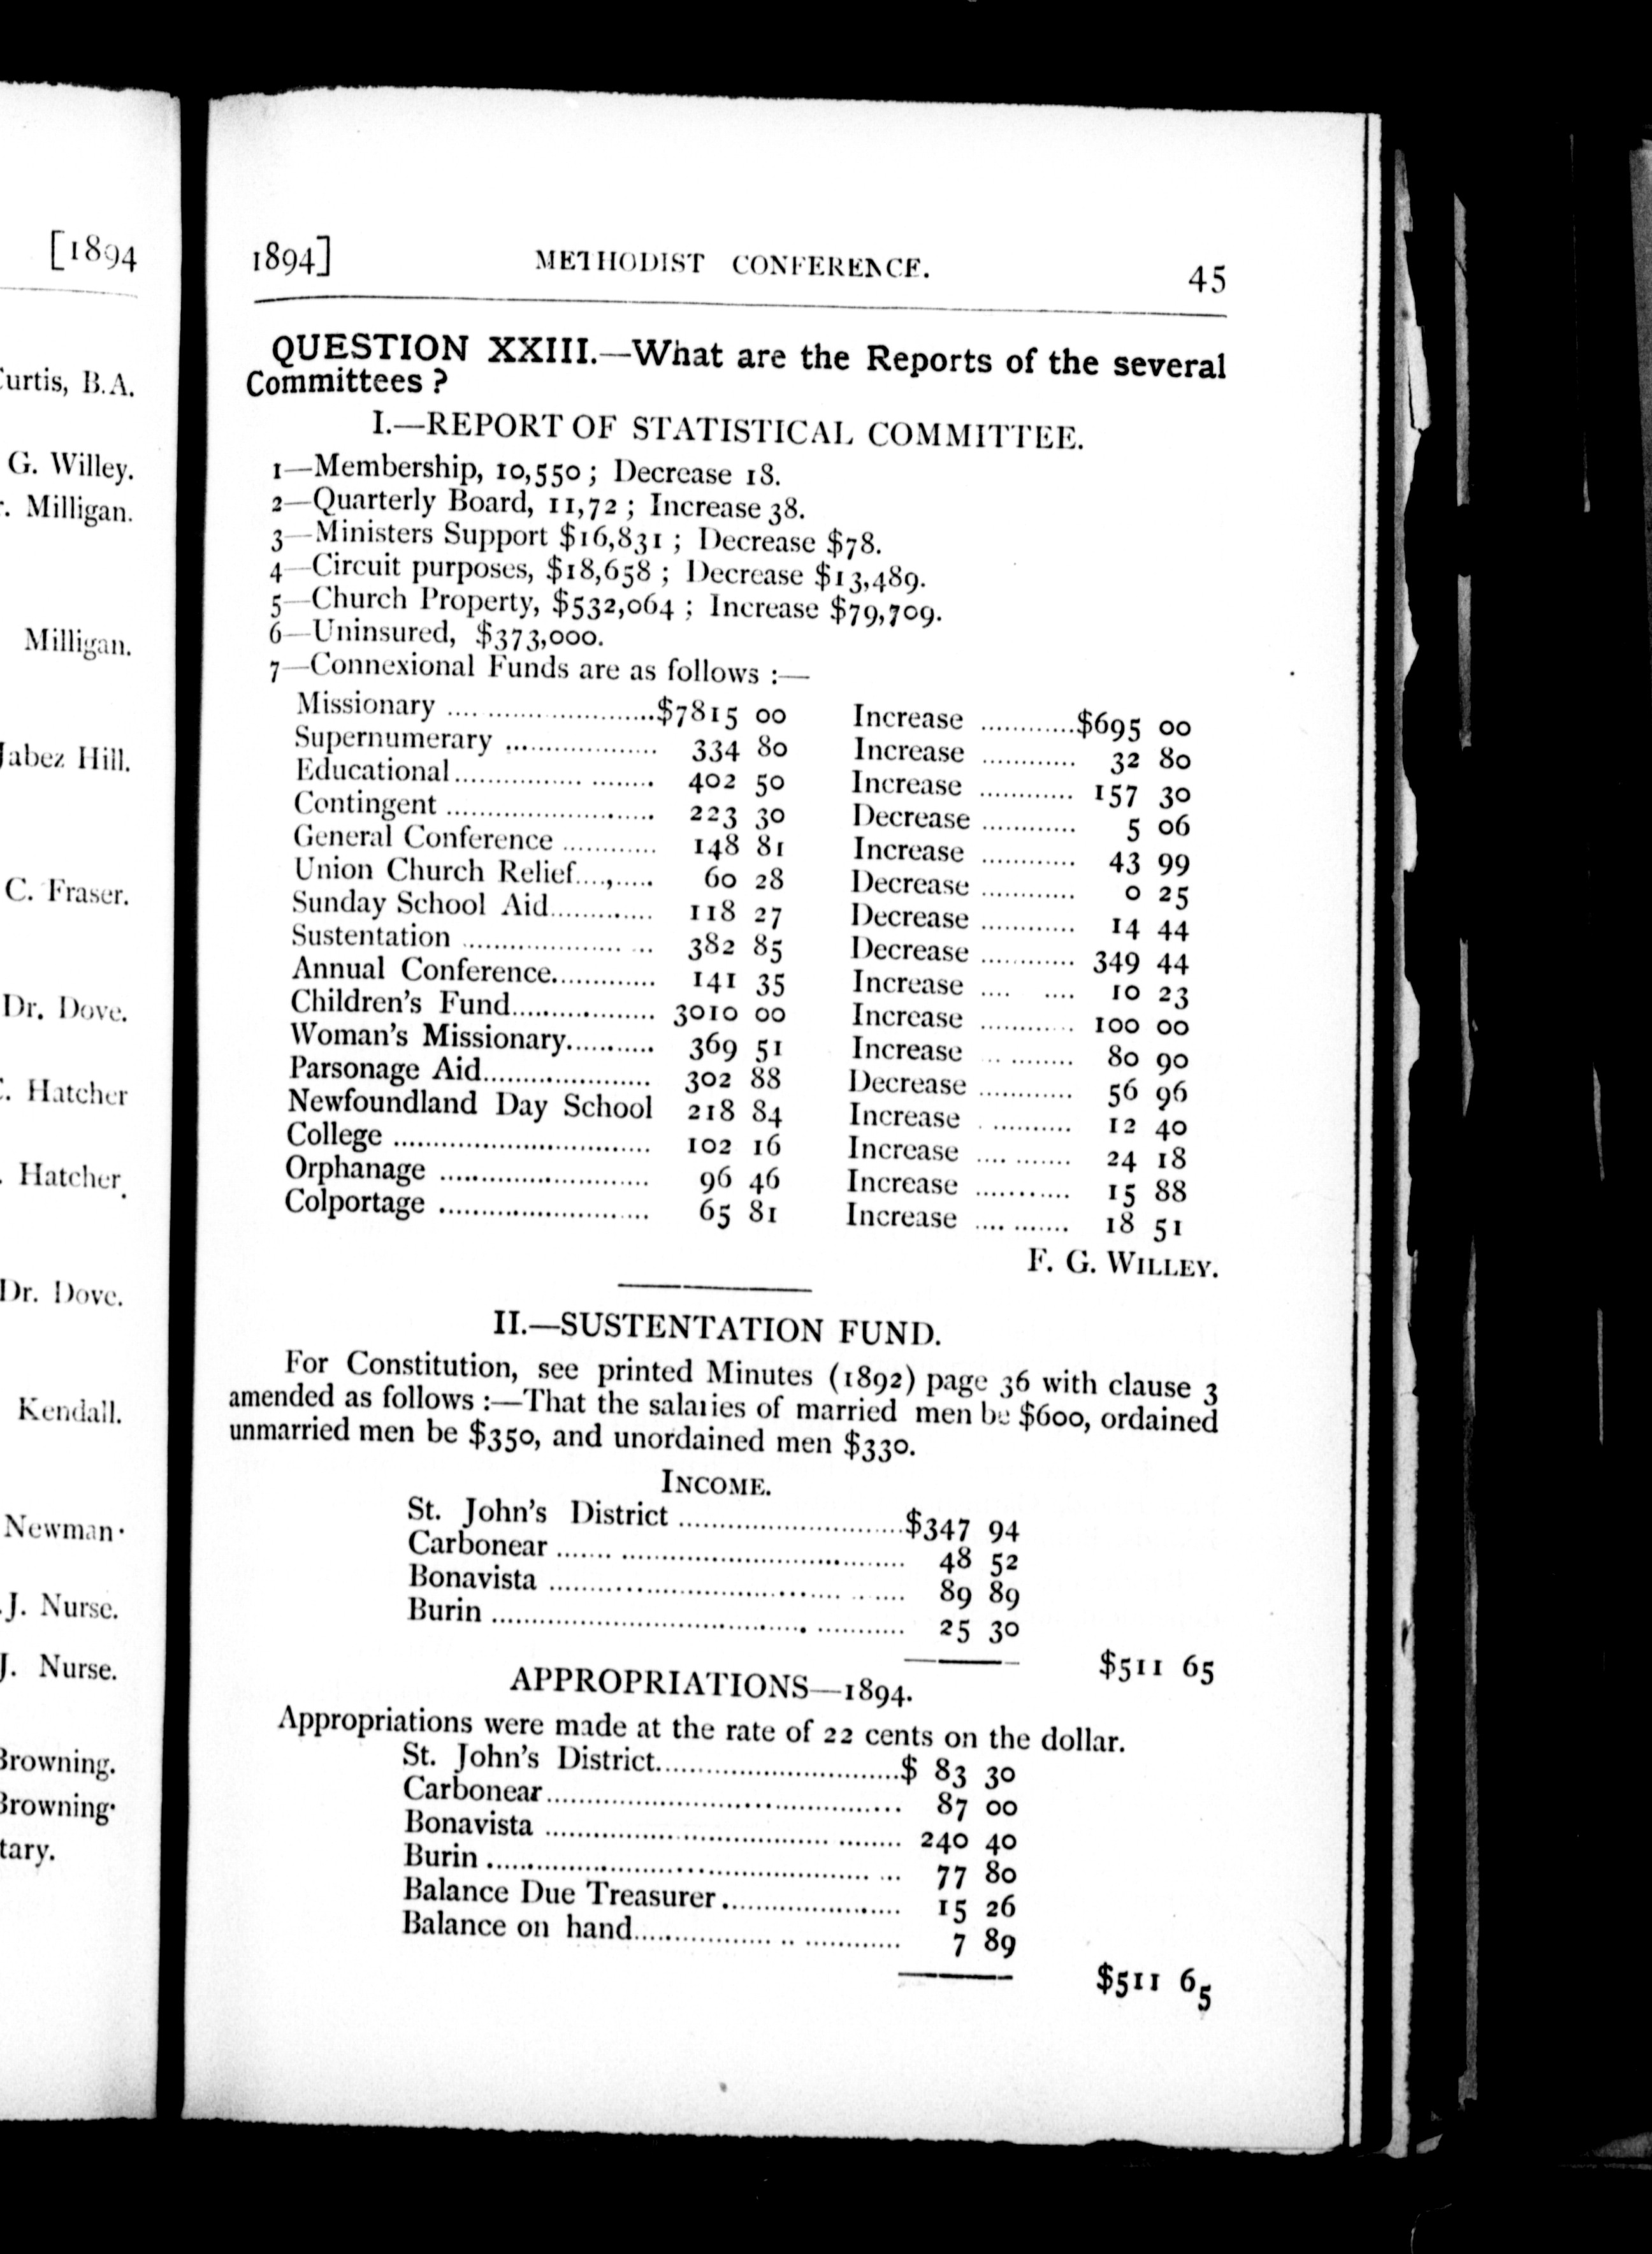 [1894
Curtis, B.A.
G. Willey.
Milligan.
Milligan.
Jabez Hill.
C. Fraser.
Dr. Dove.
Hatcher
Hatcher.
Dr. Dove.
Kendall.
Newman.
J. Nurse.
J. Nurse.
Browning.
Browning.
tary.
1894] METHODIST CONFERENCE. 45
QUESTION XXIII.—What are the Reports of the several
Committees ?
I.—REPORT OF STATISTICAL COMMITTEE.
1—Membership, 10,550 ; Decrease 18.
2—Quarterly Board, 11,72 ; Increase 38.
3—Ministers Support $16,831 ; Decrease $78.
4—Circuit purposes, $18,658 ; Decrease $13,489.
5—Church Property, $532,064 ; Increase $79,709.
6—Uninsured, $373,000.
7—Connexional Funds are as follows :—
Missionary ........................$7815 00 Increase ............$695 00
Supernumerary .................. 334 80 Increase ............ 32 80
Educational........................ 402 50 Increase ............ 157 30
Contingent ........................ 223 30 Decrease ............ 5 06
General Conference ............ 148 81 Increase ............ 43 99
Union Church Relief....,..... 60 28 Decrease ............ 0 25
Sunday School Aid............. 118 27 Decrease ............ 14 44
Sustentation ..................... 382 85 Decrease ............ 349 44
Annual Conference............. 141 35 Increase .... .... 10 23
Children's Fund.................. 3010 00 Increase ............ 100 00
Woman's Missionary........... 369 51 Increase .. ........ 80 90
Parsonage Aid..................... 302 88 Decrease ............ 56 96
Newfoundland Day School 218 84 Increase . .......... 12 40
College .............................. 102 16 Increase .... ....... 24 18
Orphanage ......................... 96 46 Increase ............ 15 88
Colportage ......................... 65 81 Increase .... ....... 18 51
F. G. WILLEY.
II.—SUSTENTATION FUND.
For Constitution, see printed Minutes (1892) page 36 with clause 3
amended as follows :—That the salaries of married men be $600, ordained
unmarried men be $350, and unordained men $330.
INCOME.
St. John's District ...........................$347 94
Carbonear ....... .................................. 48 52
Bonavista .................................... ...... 89 89
Burin ...................................... ........... 25 30
$511 65
APPROPRIATIONS—1894.
Appropriations were made at the rate of 22 cents on the dollar.
St. John's District..............................$ 83 30
Carbonear........................................... 87 00
Bonavista .................................. ........ 240 40
Burin .............................................. ... 77 80
Balance Due Treasurer...................... 15 26
Balance on hand................ .. ............ 7 89
$511 65